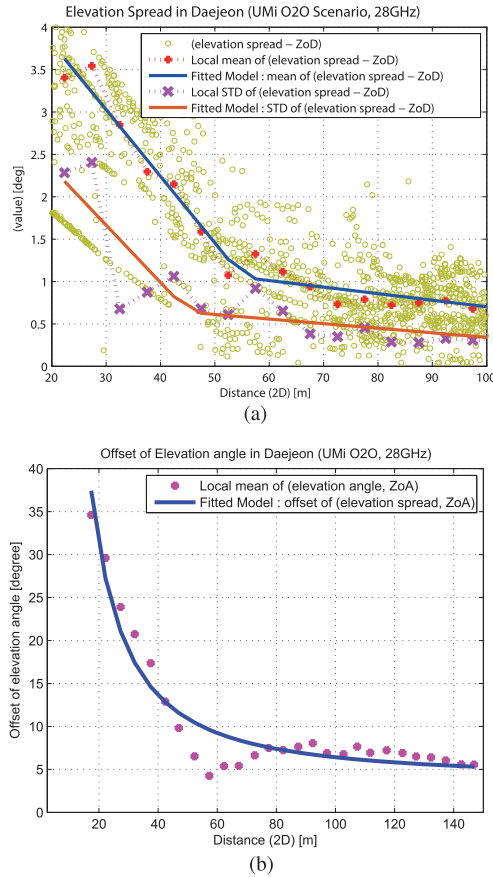 Elevation Spread in Daejeon (UMi O2O Scenario, 28GHz)
(elevation spread – ZoD)
Local mean of (elevation spread – ZoD)
Fitted Model : mean of (elevation spread – ZoD)
Local STD of (elevation spread – ZoD)
Fitted Model : STD of (elevation spread – ZoD)
(value) [deg]
4
3.5
3
2.5
2
1.5
1
0.5
0
20 30 40 50 60 70 80 90 100
Distance (2D) [m]
(a)
Offset of Elevation angle in Daejeon (UMi O2O, 28GHz)
Local mean of (elevation angle, ZoA)
Fitted Model : offset of (elevation spread, ZoA)
Offset of elevation angle [degree]
40
35
30
25
20
15
10
5
0
20 40 60 80 100 120 140
Distance (2D) [m]
(b)